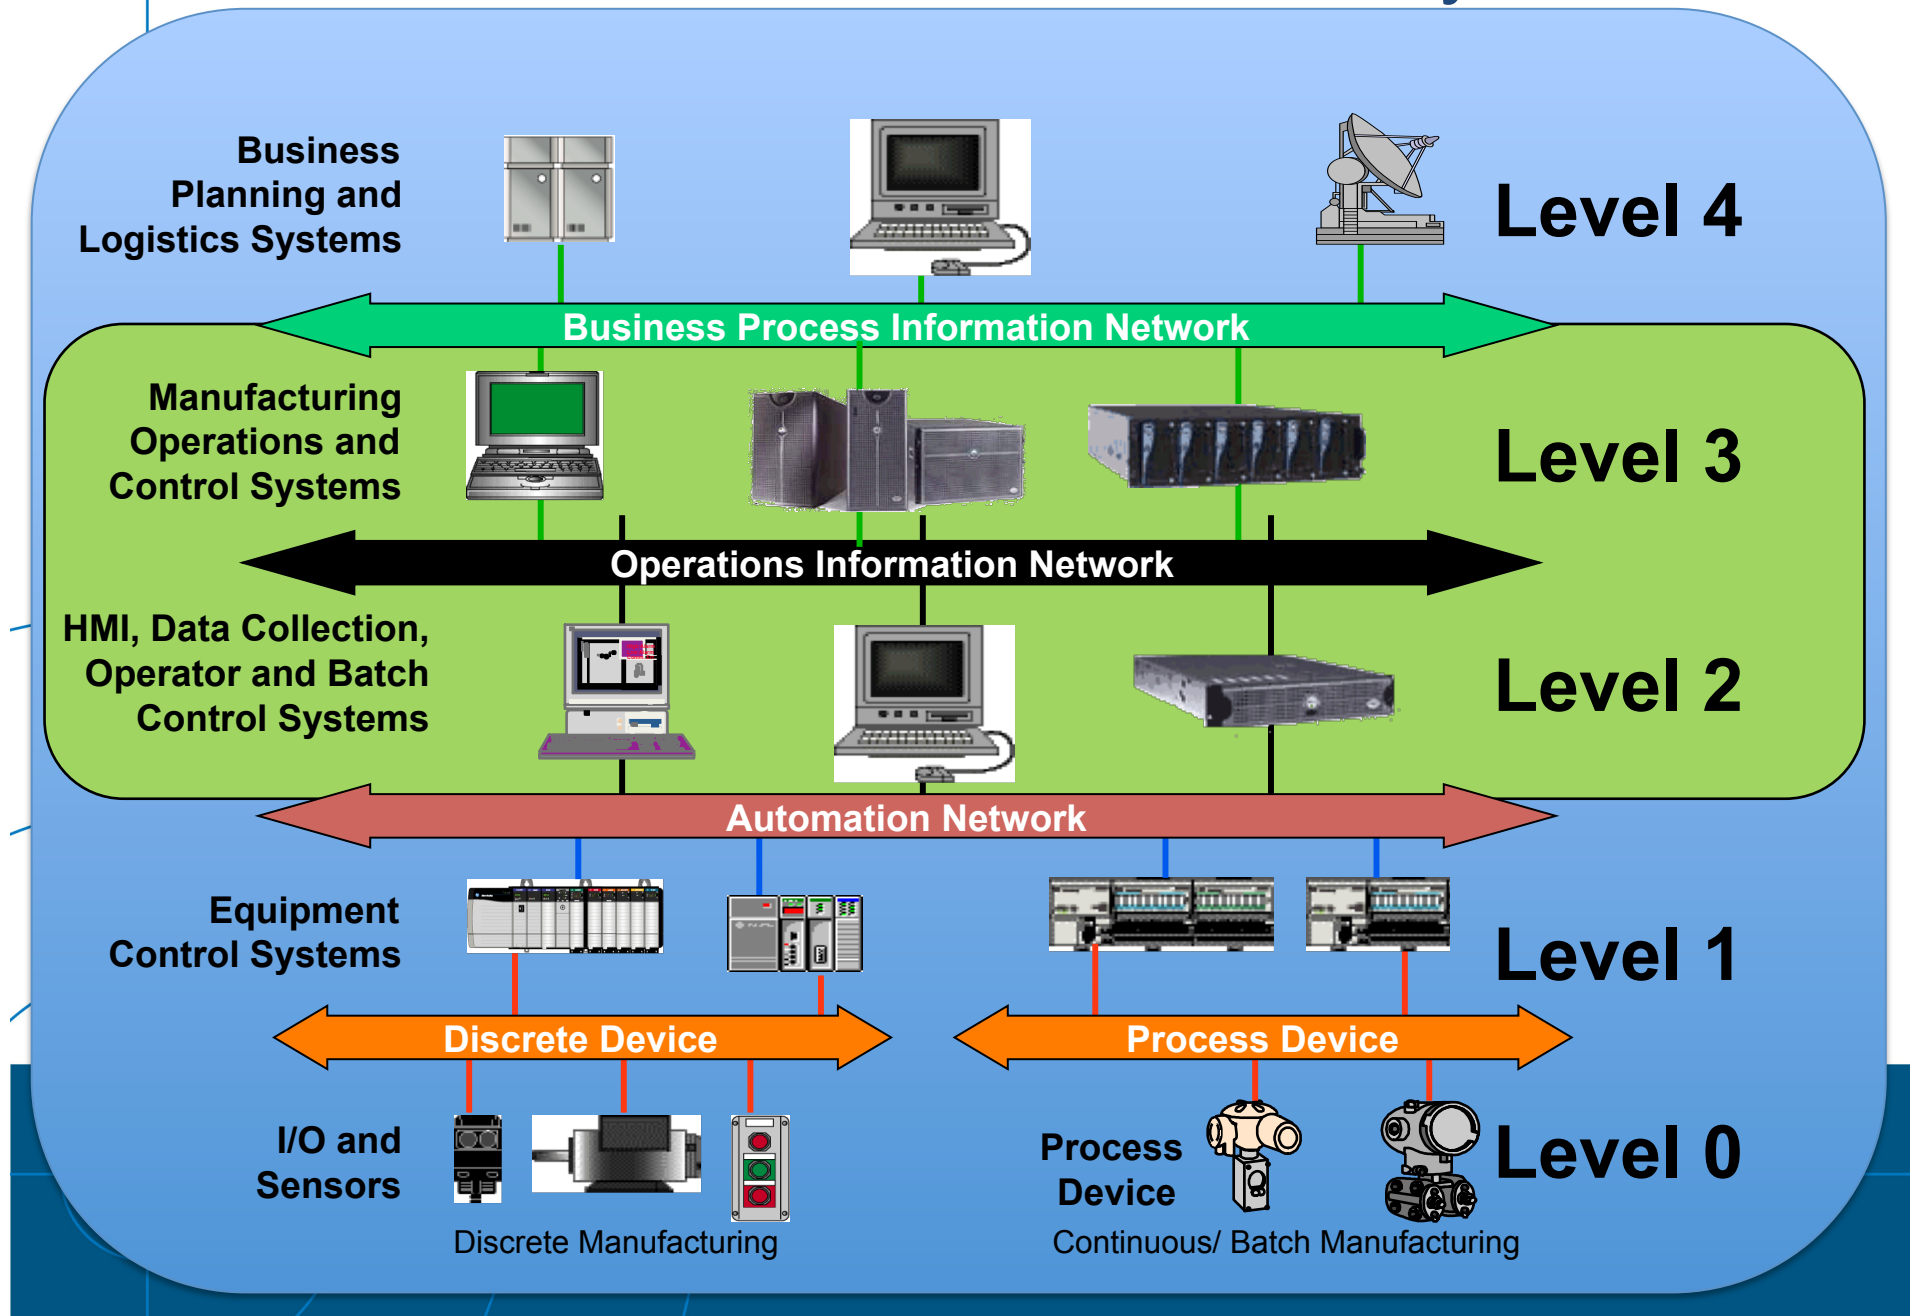 Business
Planning and
Logistics Systems
Level 4
Business Process Information Network
Manufacturing
Operations and
Control Systems
Level 3
Operations Information Network
HMI, Data Collection,
Operator and Batch
Control Systems
Level 2
Automation Network
Equipment
Control Systems
Level 1
Discrete Device
Process Device
I/O and
Sensors
Process
Device
Level 0
Discrete Manufacturing
Continuous/ Batch Manufacturing